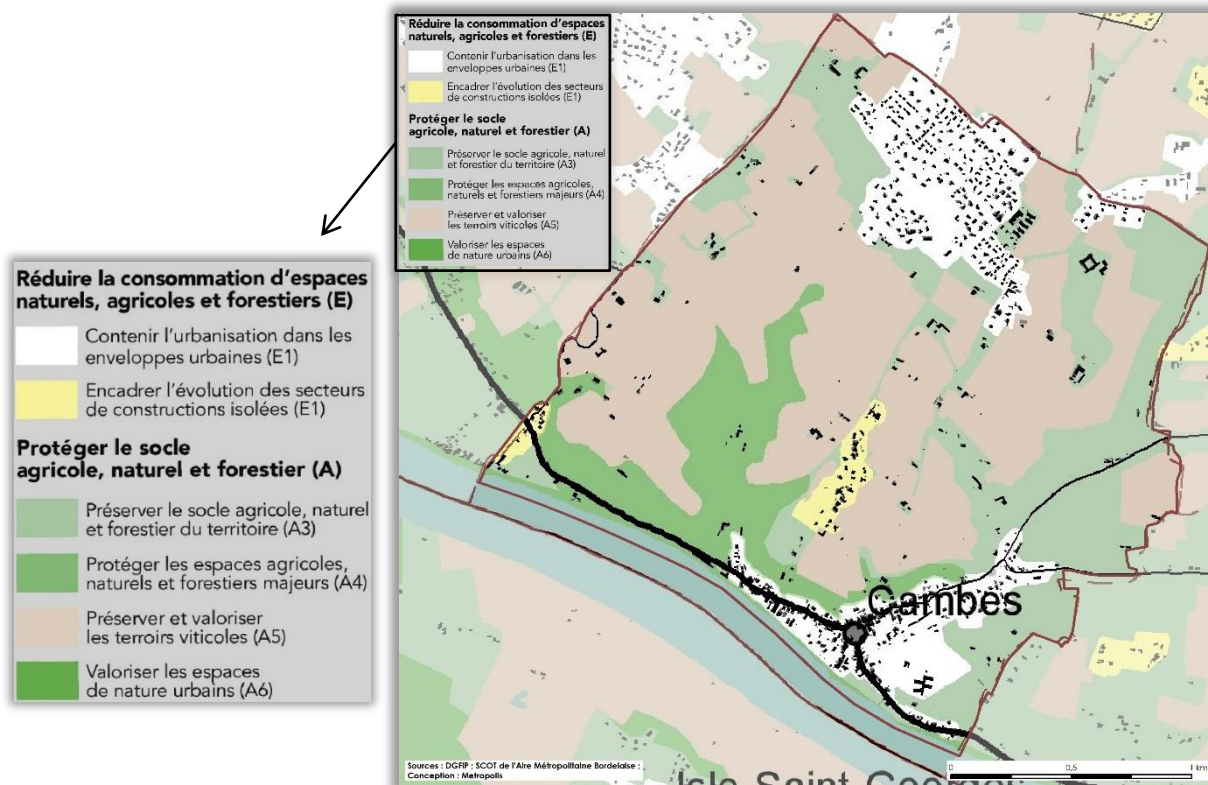 Réduire la consommation d'espaces
naturels, agricoles et forestiers (E)
Contenir l'urbanisation dans les
enveloppes urbaines (E1)
Encadrer l'évolution des secteurs
de constructions isolées (E1)
Protéger le socle
agricole, naturel et forestier (A)
Préserver le socle agricole, naturel
et forestier du territoire (A3)
Protéger les espaces agricoles,
naturels et forestiers majeurs (A4)
Préserver et valoriser
les terroirs viticoles (A5)
Valoriser les espaces
de nature urbains (A6)
Réduire la consommation d'espaces
naturels, agricoles et forestiers (E)
Contenir l'urbanisation dans les
enveloppes urbaines (E1)
Encadrer l'évolution des secteurs
de constructions isolées (E1)
Protéger le socle
agricole, naturel et forestier (A)
Préserver le socle agricole, naturel
et forestier du territoire (A3)
Protéger les espaces agricoles,
naturels et forestiers majeurs (A4)
Préserver et valoriser
les terroirs viticoles (A5)
Valoriser les espaces
de nature urbains (A6)
Cambes
Sources : DGFIP ; SCOT de l'Aire Métropolitaine Bordelaise ;
Conception : Metropolis
Isle-Saint-Georges
0 0,5 1 km